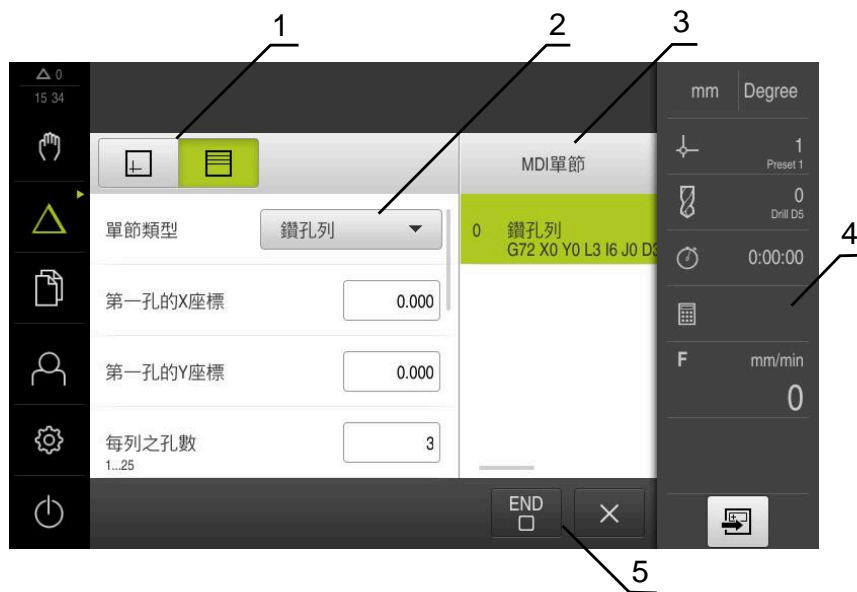 1
2
3
0
15 34
mm Degree
1
Preset 1
MDI單節
0
Drill D5
單節類型
鑽孔列
0 鑽孔列
G72 X0 Y0 L3 I6 J0 D3
4
0:00:00
第一孔的X座標
0.000
第一孔的Y座標
0.000
F mm/min
0
每列之孔數
3
1...25
END
5